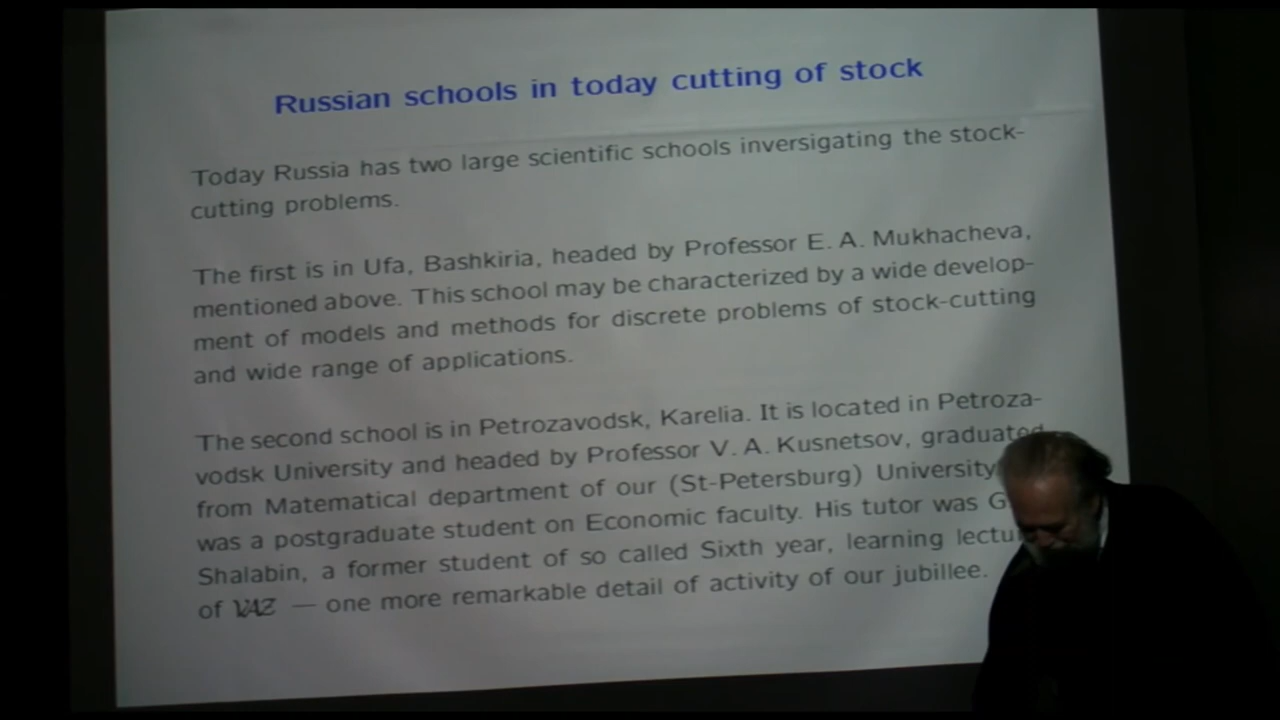 Russian schools in today cutting of stock
Today Russia has two large scientific schools inversigating the stock-
cutting problems.
The first is in Ufa, Bashkiria, headed by Professor E. A. Mukhacheva,
mentioned above. This school may be characterized by a wide develop-
ment of models and methods for discrete problems of stock-cutting
and wide range of applications.
The second school is in Petrozavodsk, Karelia. It is located in Petroza-
vodsk University and headed by Professor V. A. Kusnetsov, graduated
from Matematical department of our (St-Petersburg) University
was a postgraduate student on Economic faculty. His tutor was G.
Shalabin, a former student of so called Sixth year, learning
of VAZ — one more remarkable detail of activity of our jubillee.